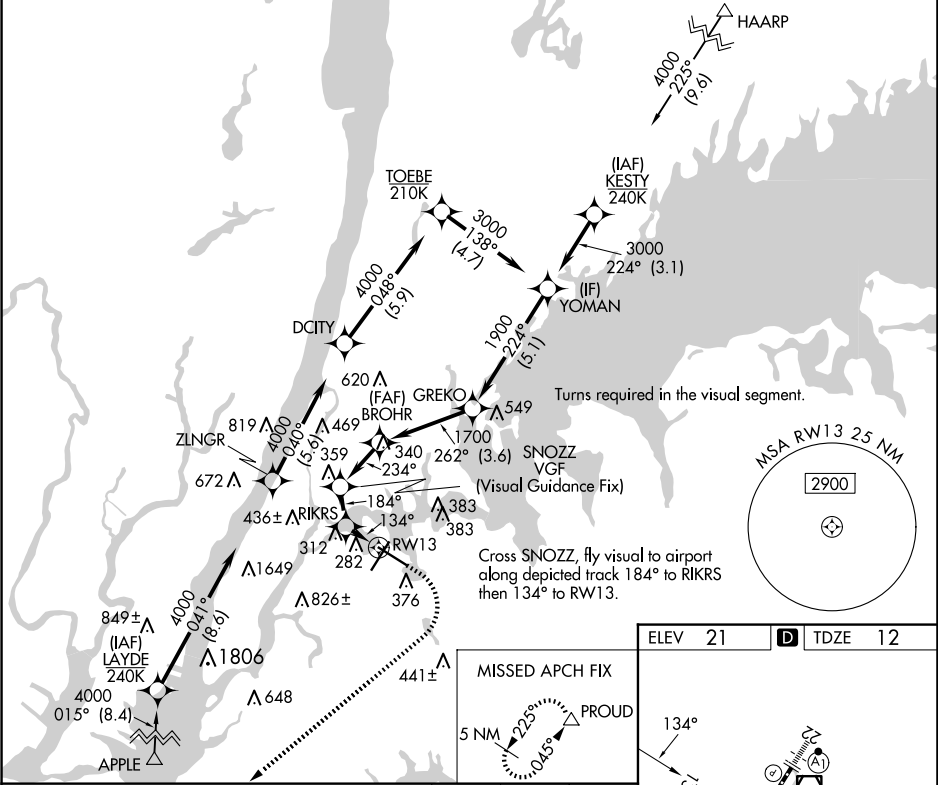 HAARP
4000
225°
(9.6)
(IAF)
KESTY
240K
TOEBE
210K
3000
138°
(4.7)
3000
224° (3.1)
(IF)
YOMAN
4000
048°
(5.9)
1900
224°
(5.1)
DCITY
620
(FAF)
BROHR
GREKO
549
Turns required in the visual segment.
819
4000
040°
(5.6)
469
ZLNGR
359
340
1700
262° (3.6)
234°
SNOZZ
VGF
(Visual Guidance Fix)
672
184°
436±
RIKRS
134°
383
383
312
282
RW13
376
Cross SNOZZ, fly visual to airport
along depicted track 184° to RIKRS
then 134° to RW13.
MSA RW13 25 NM
2900
1649
826±
4000
041°
(8.6)
849±
(IAF)
LAYDE
240K
1806
4000
015° (8.4)
648
441±
APPLE
MISSED APCH FIX
PROUD
5 NM
225°
045°
ELEV 21
D
TDZE 12
134°
22
P
A1